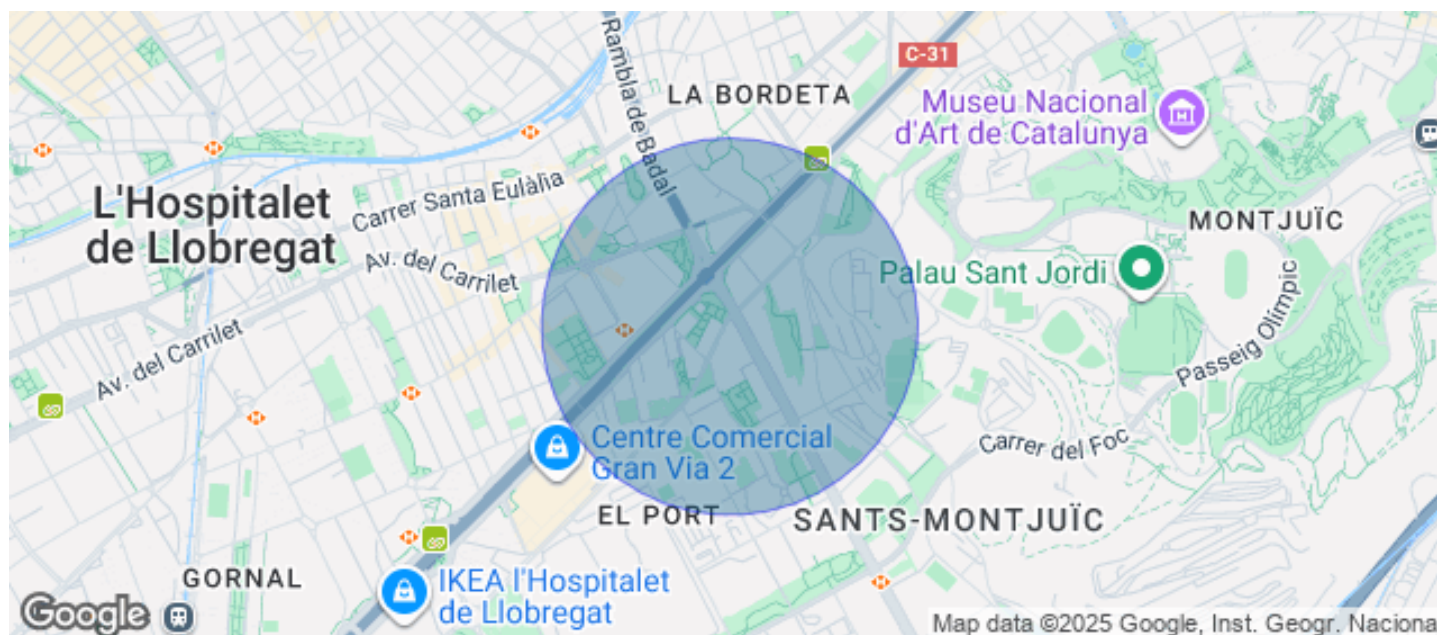 C-31
Rambla de Badal
LA BORDETA
Museu Nacional
d'Art de Catalunya
L'Hospitalet
de Llobregat
Carrer Santa Eulàlia
Av. del Carrilet
MONTJUÏC
Palau Sant Jordi
Passeig Olímpic
Av. del Carrilet
Centre Comercial
Gran Via 2
Carrer del Foc
EL PORT
SANTS-MONTJUÏC
GORNAL
IKEA l'Hospitalet
de Llobregat
Google
Map data ©2025 Google, Inst. Geogr. Naciona